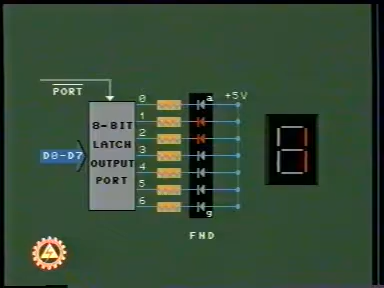 PORT
8-BIT
LATCH
OUTPUT
PORT
D0-D7
0
1
2
3
4
5
6
a
g
+5V
FND